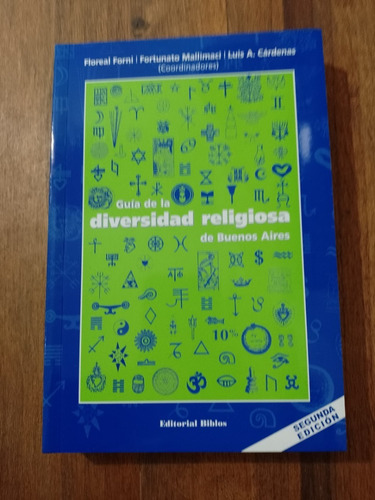 Floreal Forni | Fortunato Mallimaci | Luis A. Cárdenas
(Coordinadores)
Guía de la
diversidad religiosa
de Buenos Aires
$
10%
Editorial Biblos
SEGUNDA
EDICIÓN